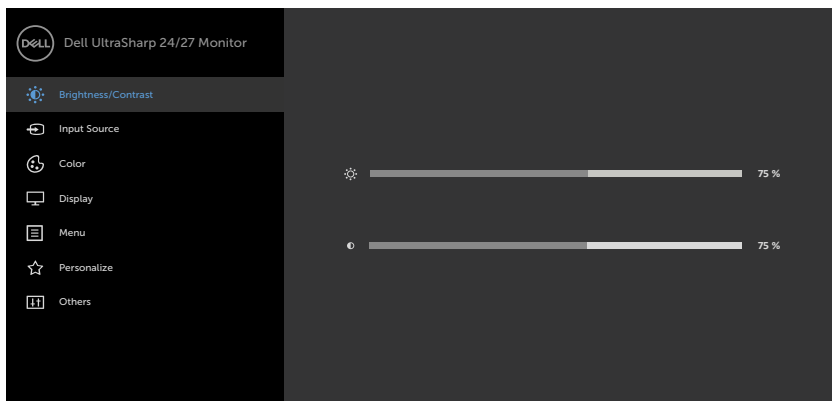 DELL
Dell UltraSharp 24/27 Monitor
Brightness/Contrast
Input Source
Color
Display
Menu
Personalize
Others
75 %
75 %